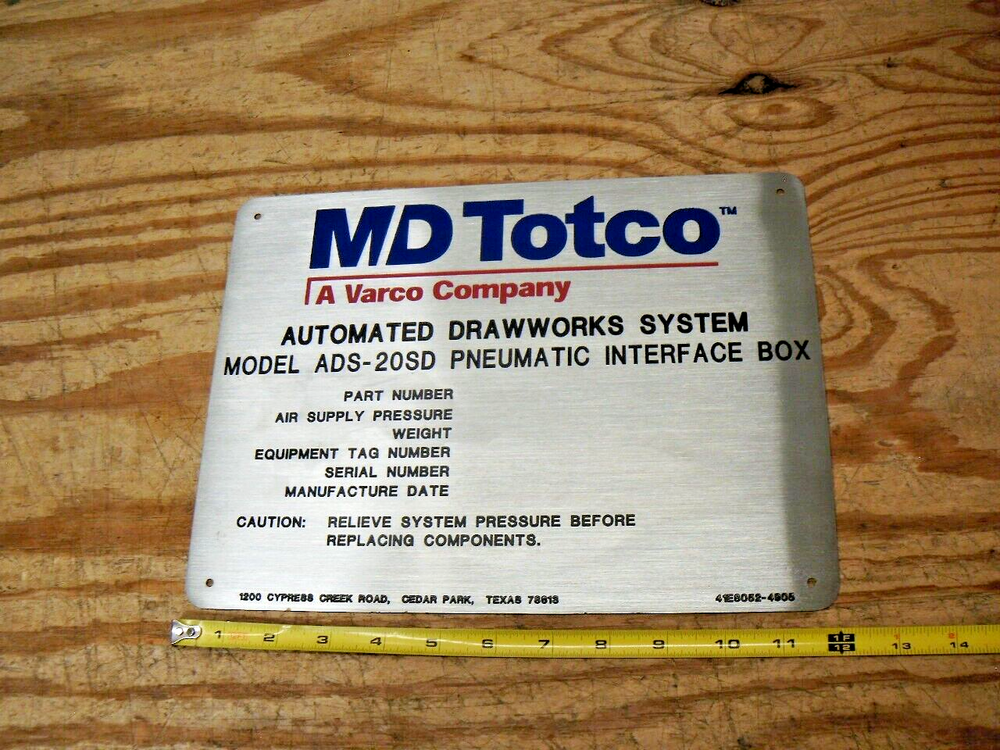 M/D Totco™
A Varco Company
AUTOMATED DRAWWORKS SYSTEM
MODEL ADS-20SD PNEUMATIC INTERFACE BOX
PART NUMBER
AIR SUPPLY PRESSURE
WEIGHT
EQUIPMENT TAG NUMBER
SERIAL NUMBER
MANUFACTURE DATE
CAUTION: RELIEVE SYSTEM PRESSURE BEFORE
REPLACING COMPONENTS.
1200 CYPRESS CREEK ROAD, CEDAR PARK, TEXAS 78613
41E8052-4905
1 2 3 4 5 6 7 8 9 10 11 1F 12 13 14